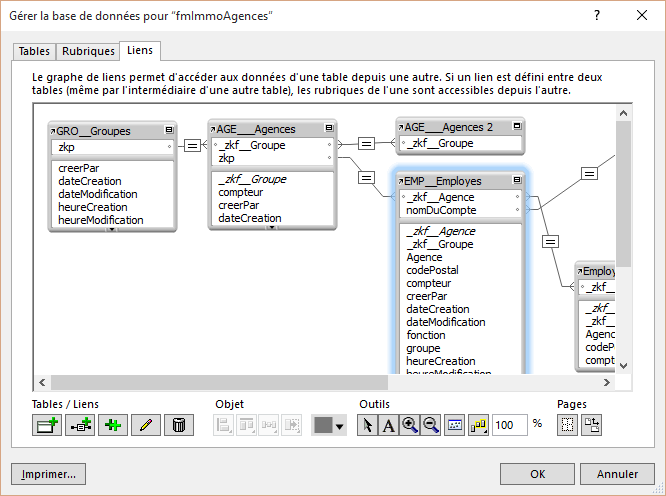 Gérer la base de données pour “fmImmoAgences”
Tables
Rubriques
Liens
Le graphe de liens permet d'accéder aux données d'une table depuis une autre. Si un lien est défini entre deux
tables (même par l'intermédiaire d'une autre table), les rubriques de l'une sont accessibles depuis l'autre.
GRO__Groupes
zkp
creerPar
dateCreation
dateModification
heureCreation
heureModification
AGE___Agences
_zkf__Groupe
zkp
_zkf__Groupe
compteur
creerPar
dateCreation
AGE___Agences 2
_zkf__Groupe
EMP__Employes
_zkf__Agence
nomDuCompte
_zkf__Agence
_zkf__Groupe
Agence
codePostal
compteur
creerPar
dateCreation
dateModification
fonction
groupe
heureCreation
heureModification
Employ
_zkf__
_zkf__
_zkf__
Agenc
codeP
compt
Tables / Liens
Objet
Outils
Pages
A
100
%
Imprimer...
OK
Annuler